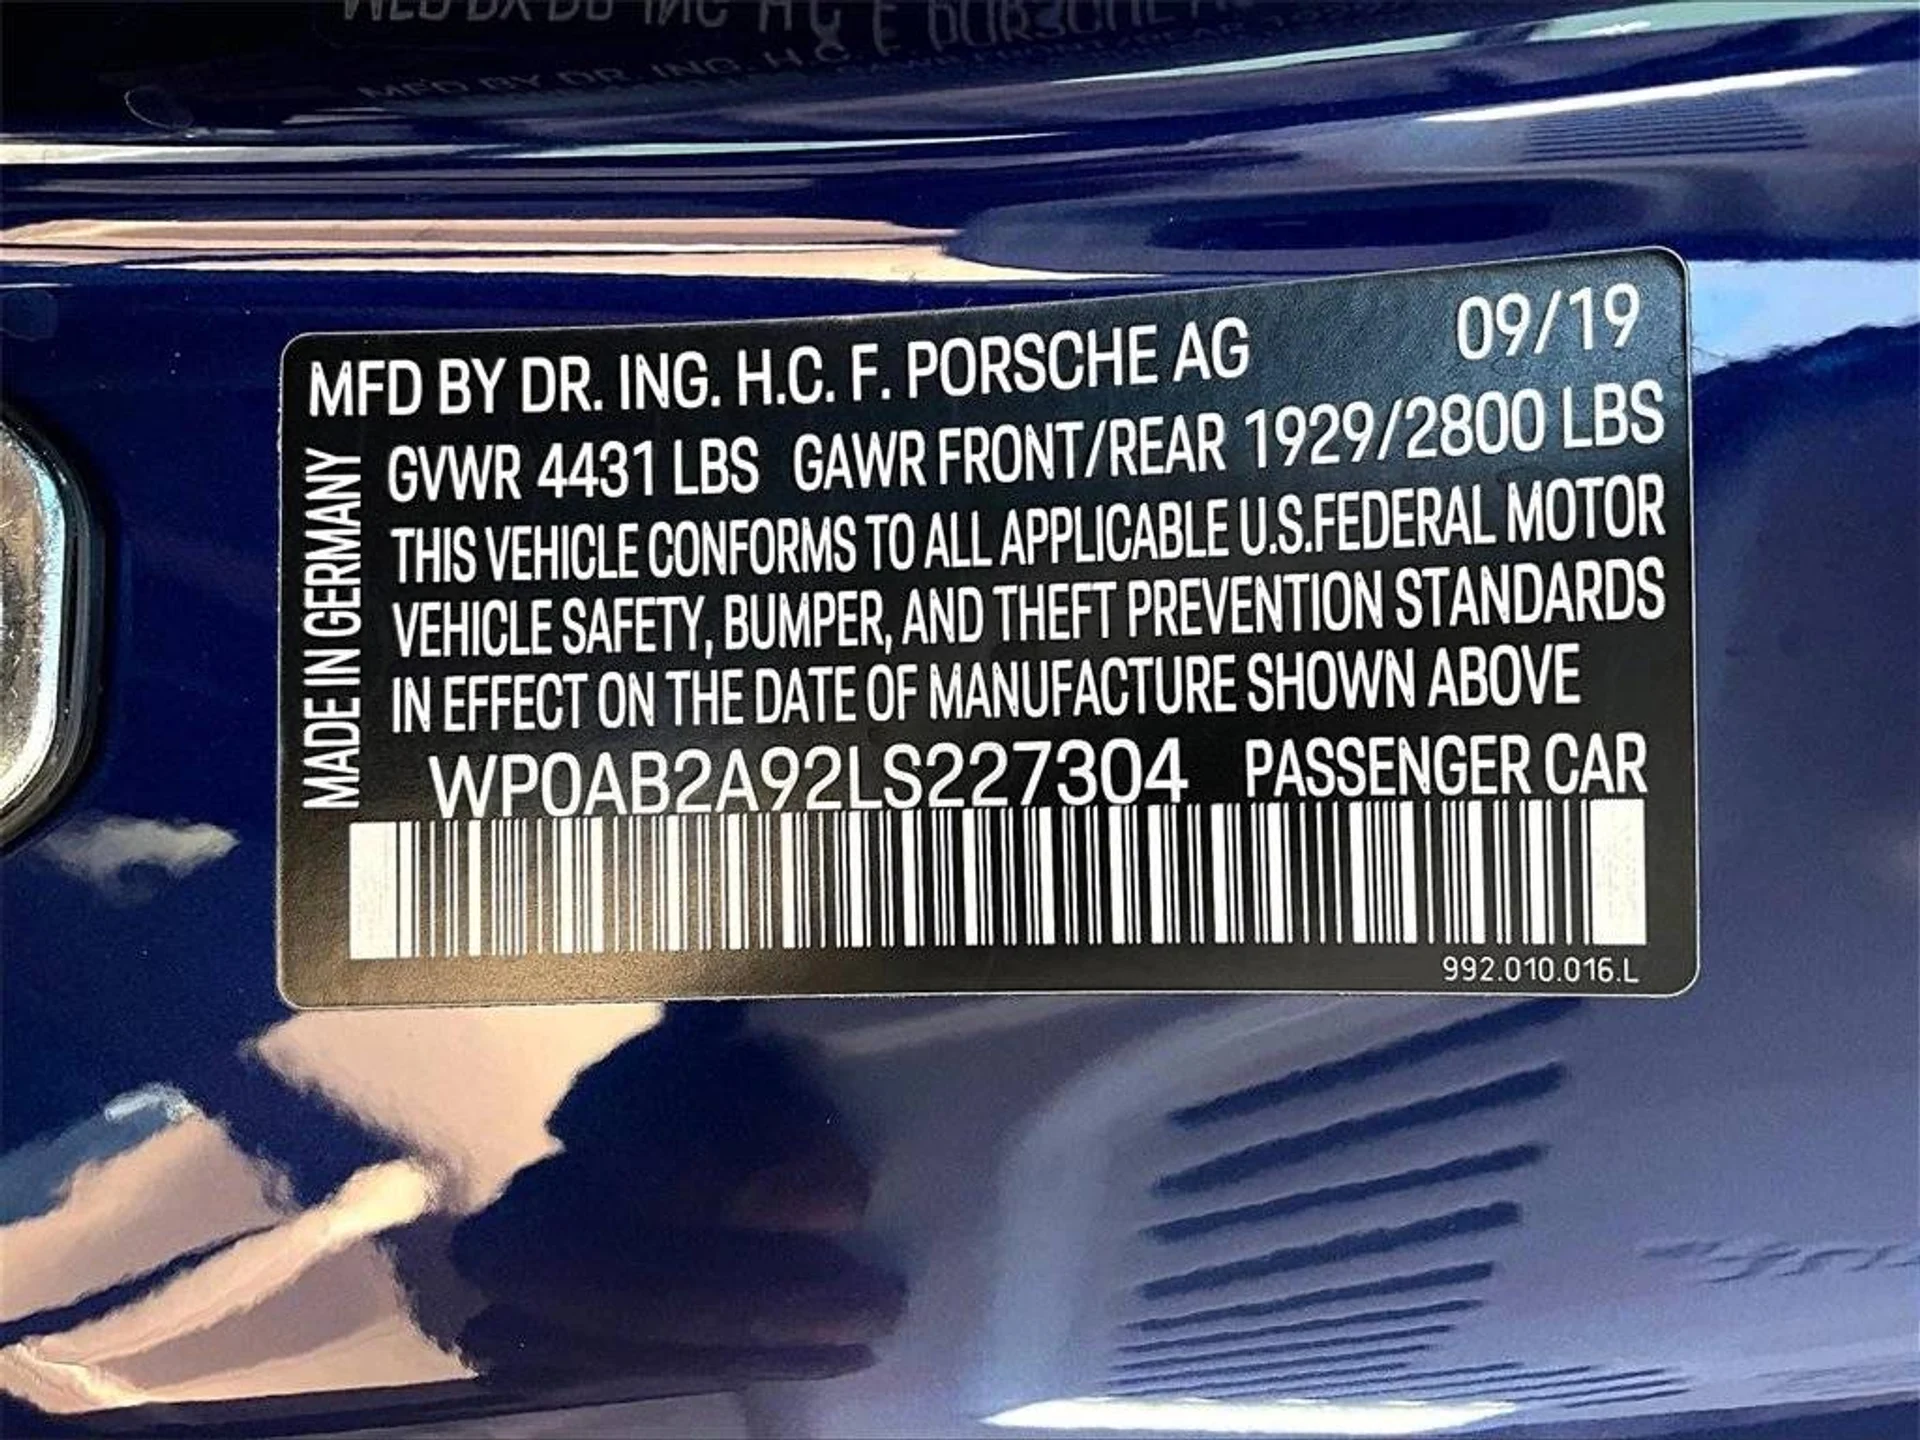 MFD BY DR. ING. H.C. F. PORSCHE AG 09/19
GVWR 4431 LBS GAWR FRONT/REAR 1929/2800 LBS
THIS VEHICLE CONFORMS TO ALL APPLICABLE U.S.FEDERAL MOTOR
VEHICLE SAFETY, BUMPER, AND THEFT PREVENTION STANDARDS
IN EFFECT ON THE DATE OF MANUFACTURE SHOWN ABOVE
WP0AB2A92LS227304 PASSENGER CAR
992.010.016.L
MADE IN GERMANY